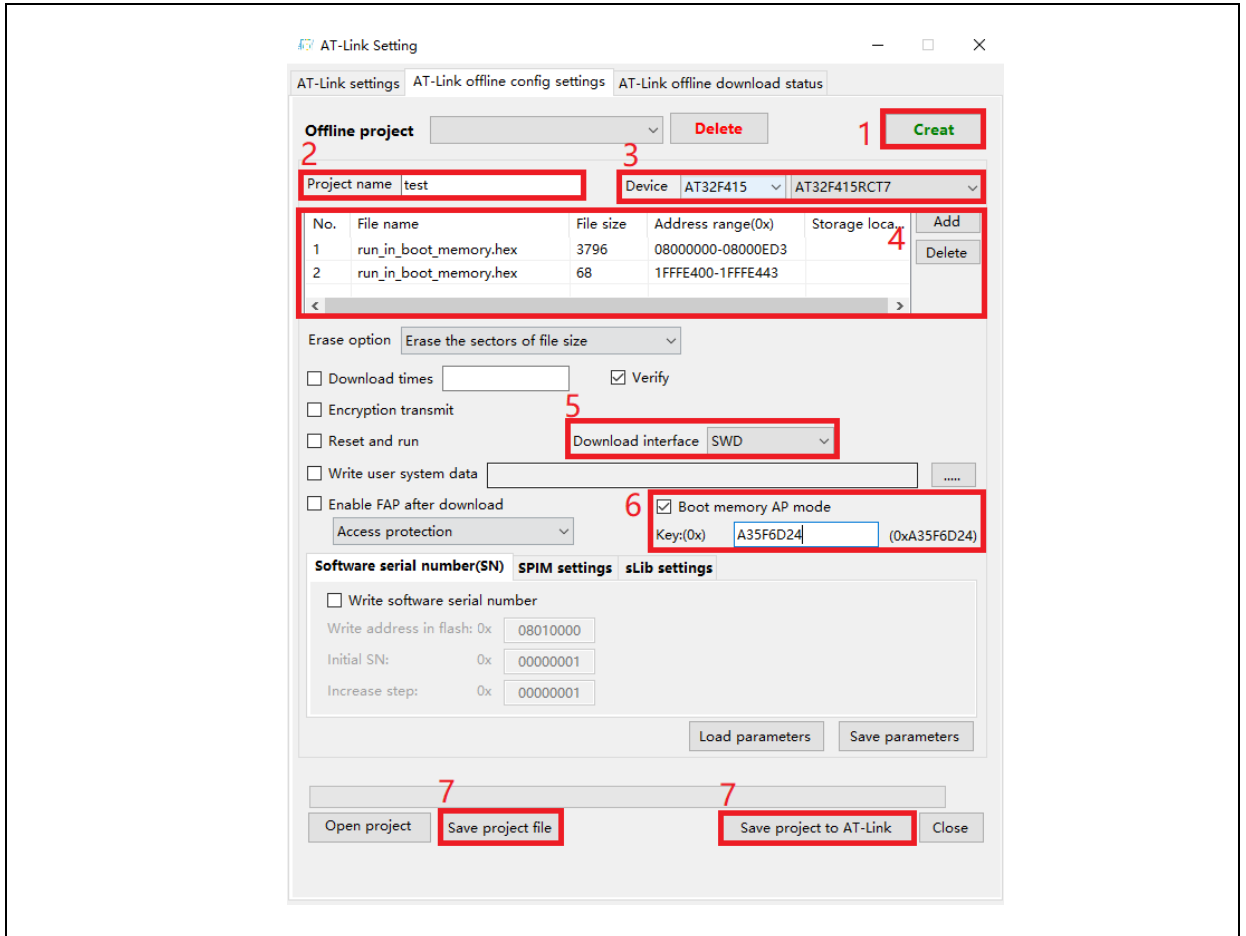 AT-Link Setting
AT-Link settings AT-Link offline config settings AT-Link offline download status
Offline project Delete 1 Creat
2 3
Project name test Device AT32F415 AT32F415RCT7
No. File name File size Address range(0x) Storage loca... Add
4
1 run_in_boot_memory.hex 3796 08000000-08000ED3 Delete
2 run_in_boot_memory.hex 68 1FFFE400-1FFFE443
Erase option Erase the sectors of file size
Download times Verify
Encryption transmit 5
Reset and run Download interface SWD
Write user system data .....
Enable FAP after download 6 Boot memory AP mode
Access protection Key:(0x) A35F6D24 (0xA35F6D24)
Software serial number(SN) SPIM settings sLib settings
Write software serial number
Write address in flash: 0x 08010000
Initial SN: 0x 00000001
Increase step: 0x 00000001
Load parameters Save parameters
7 7
Open project Save project file Save project to AT-Link Close